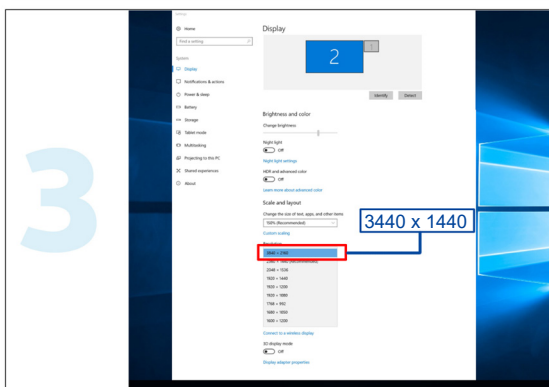 3
Home
Display
Find a setting
2
1
System
Display
Notifications & actions
Identify
Detect
Power & sleep
Battery
Brightness and color
Storage
Change brightness
Tablet mode
Night light
Multitasking
Off
Projecting to this PC
Night light settings
Shared experiences
HDR and advanced color
About
Off
Learn more about advanced color
Scale and layout
Change the size of text, apps, and other items
100% (Recommended)
3440 x 1440
Custom scaling
2048 × 1536
1920 × 1440
1920 × 1200
1920 × 1080
1768 × 992
1680 × 1050
1600 × 1200
Connect to a wireless display
3D display mode
Off
Display adapter properties